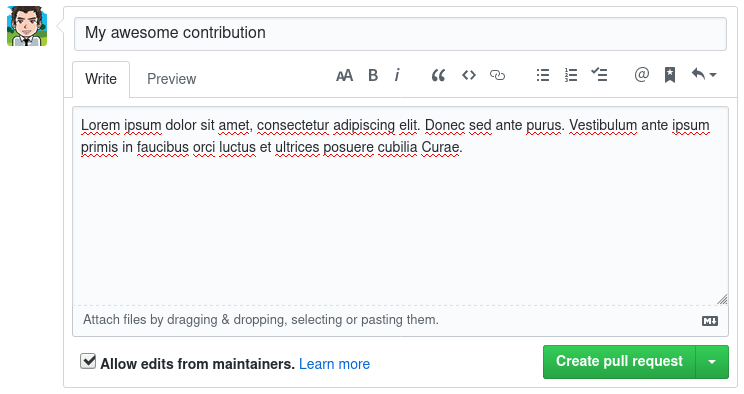 My awesome contribution
Write Preview
AA B i @
Lorem ipsum dolor sit amet, consectetur adipiscing elit. Donec sed ante purus. Vestibulum ante ipsum
primis in faucibus orci luctus et ultrices posuere cubilia Curae.
Attach files by dragging & dropping, selecting or pasting them.
Allow edits from maintainers. Learn more
Create pull request